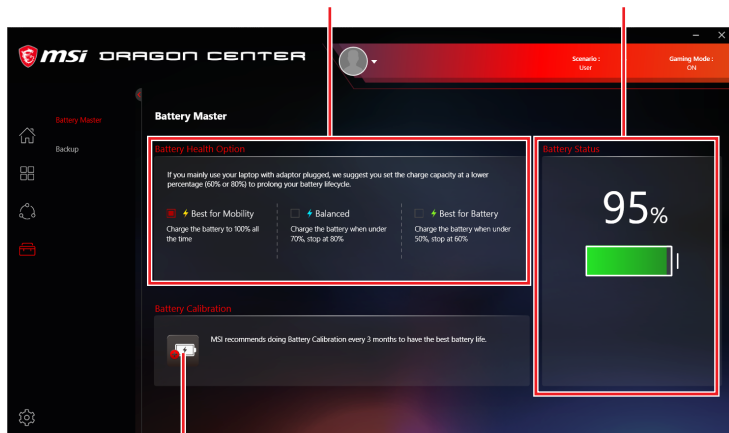 msi DRAGON CENTER
Scenario :
User
Gaming Mode :
ON
Battery Master
Backup
Battery Master
Battery Health Option
If you mainly use your laptop with adaptor plugged, we suggest you set the charge capacity at a lower
percentage (60% or 80%) to prolong your battery lifecycle.
Best for Mobility
Charge the battery to 100% all
the time
Balanced
Charge the battery when under
70%, stop at 80%
Best for Battery
Charge the battery when under
50%, stop at 60%
Battery Status
95%
Battery Calibration
MSI recommends doing Battery Calibration every 3 months to have the best battery life.